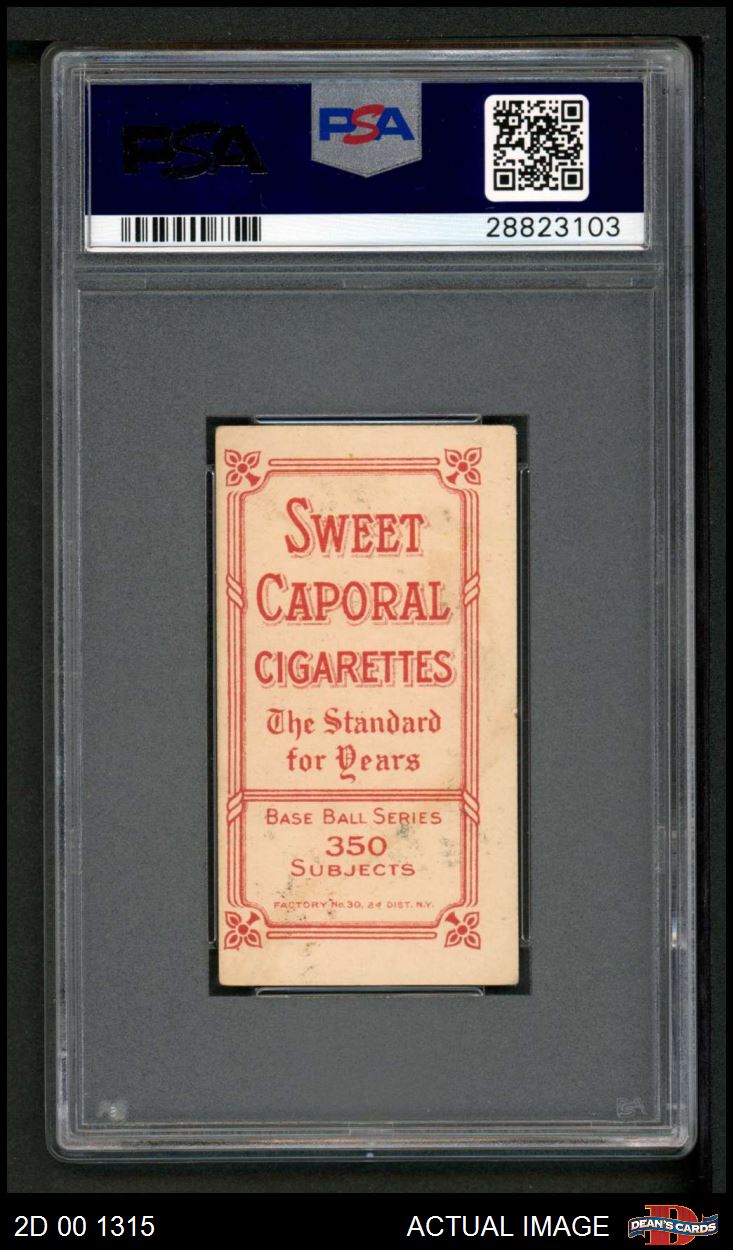 PSA
PSA
28823103
SWEET
CAPORAL
CIGARETTES
The Standard
for Years
BASE BALL SERIES
350
SUBJECTS
FACTORY No. 30, 2d DIST. N.Y.
PSA
2D 00 1315
ACTUAL IMAGE
DEAN'S CARDS